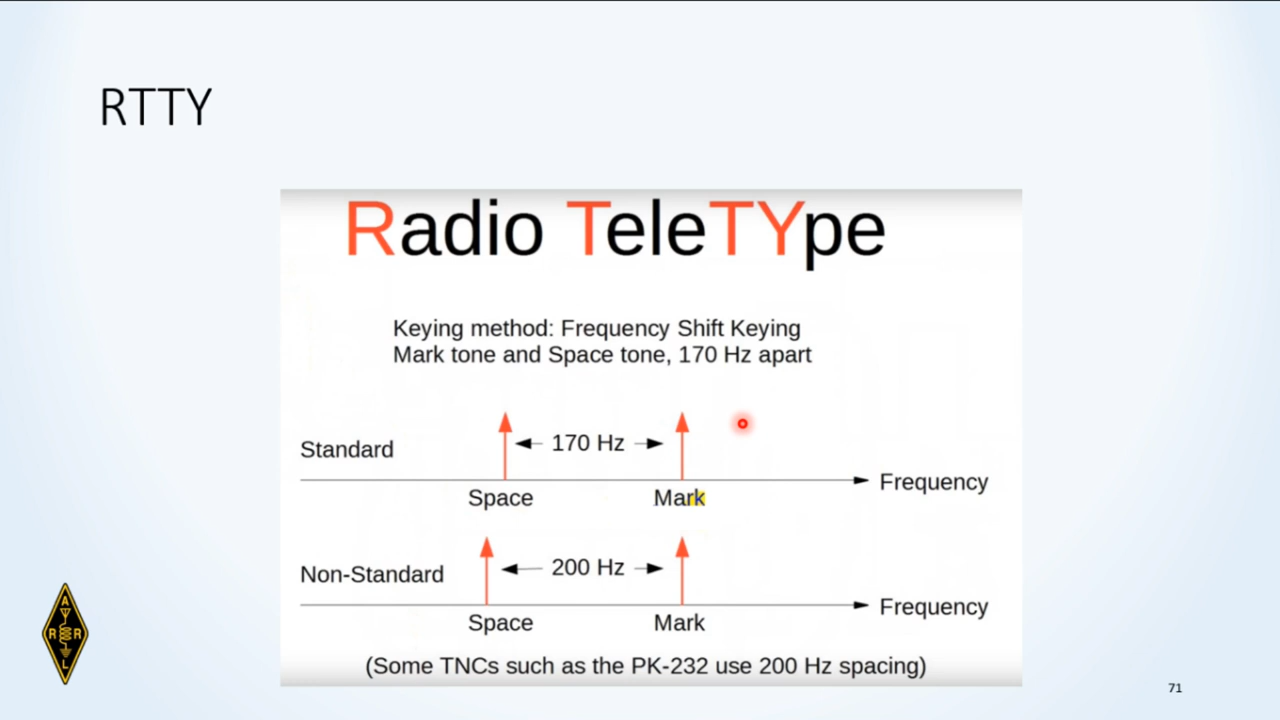 RTTY
Radio TeleTYpe
Keying method: Frequency Shift Keying
Mark tone and Space tone, 170 Hz apart
Standard
170 Hz
Frequency
Space
Mark
Non-Standard
200 Hz
Frequency
Space
Mark
(Some TNCs such as the PK-232 use 200 Hz spacing)
A
R R
L
71